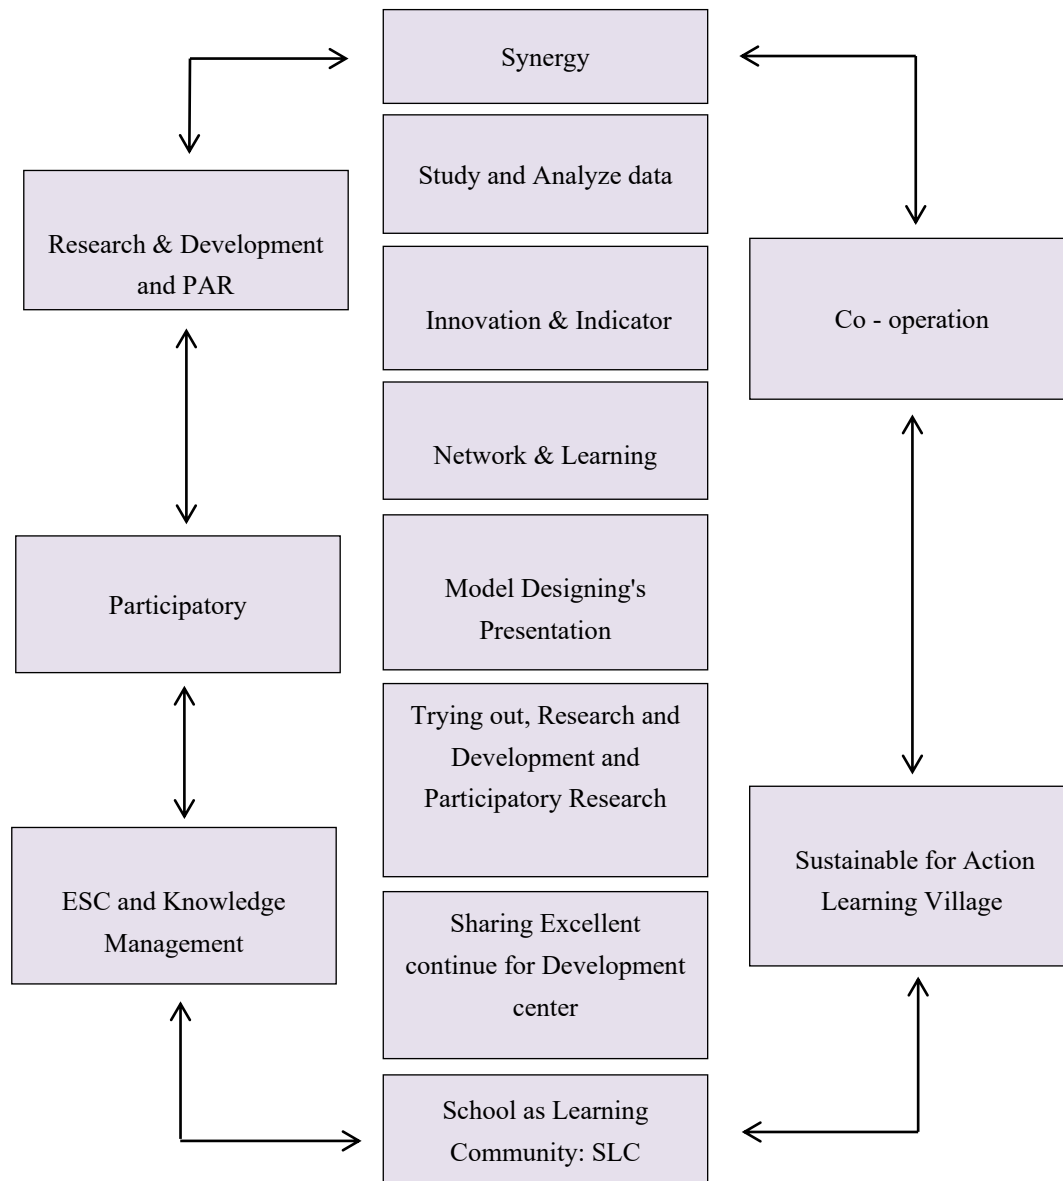 Synergy
Study and Analyze data
Research & Development
and PAR
Innovation & Indicator
Co - operation
Network & Learning
Participatory
Model Designing's
Presentation
Trying out, Research and
Development and
Participatory Research
ESC and Knowledge
Management
Sustainable for Action
Learning Village
Sharing Excellent
continue for Development
center
School as Learning
Community: SLC